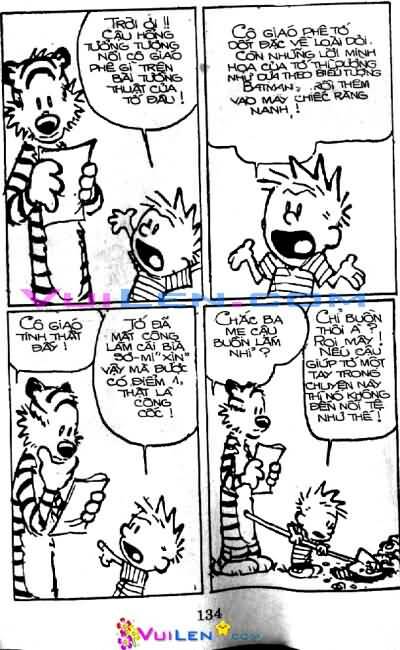 TRỜI ƠI !!
CẬU HỔNG
TƯỞNG TƯỢNG
NỔI CÔ GIÁO
PHÊ GÌ TRÊN
BÀI TƯỜNG
THUẬT CỦA
TỚ ĐÂU !
CÔ GIÁO PHÊ TỚ
DỐT ĐẶC VỀ LOÀI DƠI.
CÒN NHỮNG LỜI MINH
HỌA CỦA TỚ THÌ DƯỜNG
NHƯ DỰA THEO BIỂU TƯỢNG
BATMAN, RỒI THÊM
VÀO MẤY CHIẾC RĂNG
NANH !
CÔ GIÁO
TINH THẬT
ĐẤY !
TỚ ĐÃ
MẤT CÔNG
LÀM CÁI BÌA
SƠ-MI "XỊN"
VẬY MÀ ĐƯỢC
CÓ ĐIỂM 1,
THẬT LÀ
CÔNG
CỐC !
CHẮC BA
MẸ CẬU
BUỒN LẮM
NHỈ ?
CHỈ BUỒN
THÔI À ?
ROI MÂY !
NẾU CẬU
GIÚP TỚ MỘT
TAY TRONG
CHUYỆN NÀY
THÌ NÓ KHÔNG
ĐẾN NỖI TỆ
NHƯ THẾ !
VUILEN.COM
134
VUILEN.COM